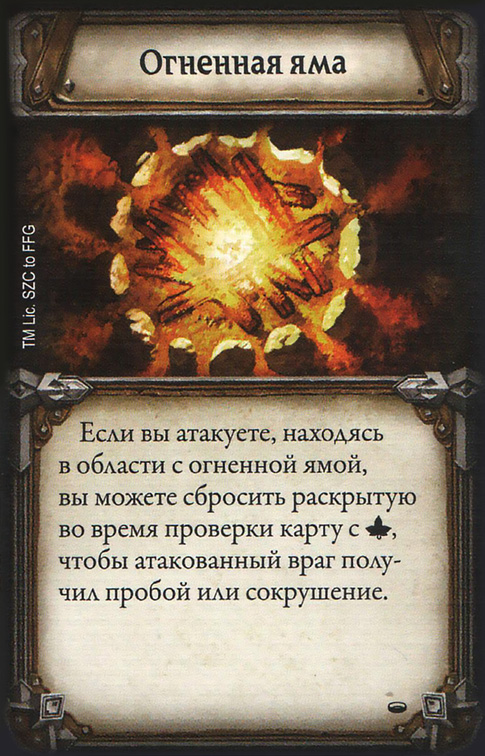 Огненная яма
TM Lic. SZC to FFG
Если вы атакуете, находясь
в области с огненной ямой,
вы можете сбросить раскрытую
во время проверки карту с ,
чтобы атакованный враг полу-
чил пробой или сокрушение.